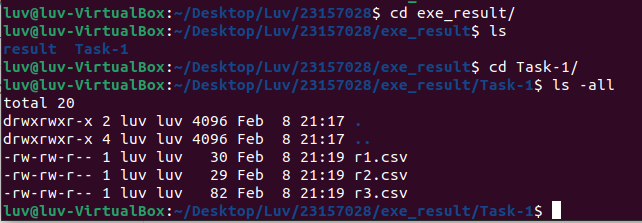 luv@luv-VirtualBox:~/Desktop/Luv/23157028$ cd exe_result/
luv@luv-VirtualBox:~/Desktop/Luv/23157028/exe_result$ ls
result  Task-1
luv@luv-VirtualBox:~/Desktop/Luv/23157028/exe_result$ cd Task-1/
luv@luv-VirtualBox:~/Desktop/Luv/23157028/exe_result/Task-1$ ls -all
total 20
drwxrwxr-x 2 luv luv 4096 Feb  8 21:17 .
drwxrwxr-x 4 luv luv 4096 Feb  8 21:17 ..
-rw-rw-r-- 1 luv luv   30 Feb  8 21:19 r1.csv
-rw-rw-r-- 1 luv luv   29 Feb  8 21:19 r2.csv
-rw-rw-r-- 1 luv luv   82 Feb  8 21:19 r3.csv
luv@luv-VirtualBox:~/Desktop/Luv/23157028/exe_result/Task-1$